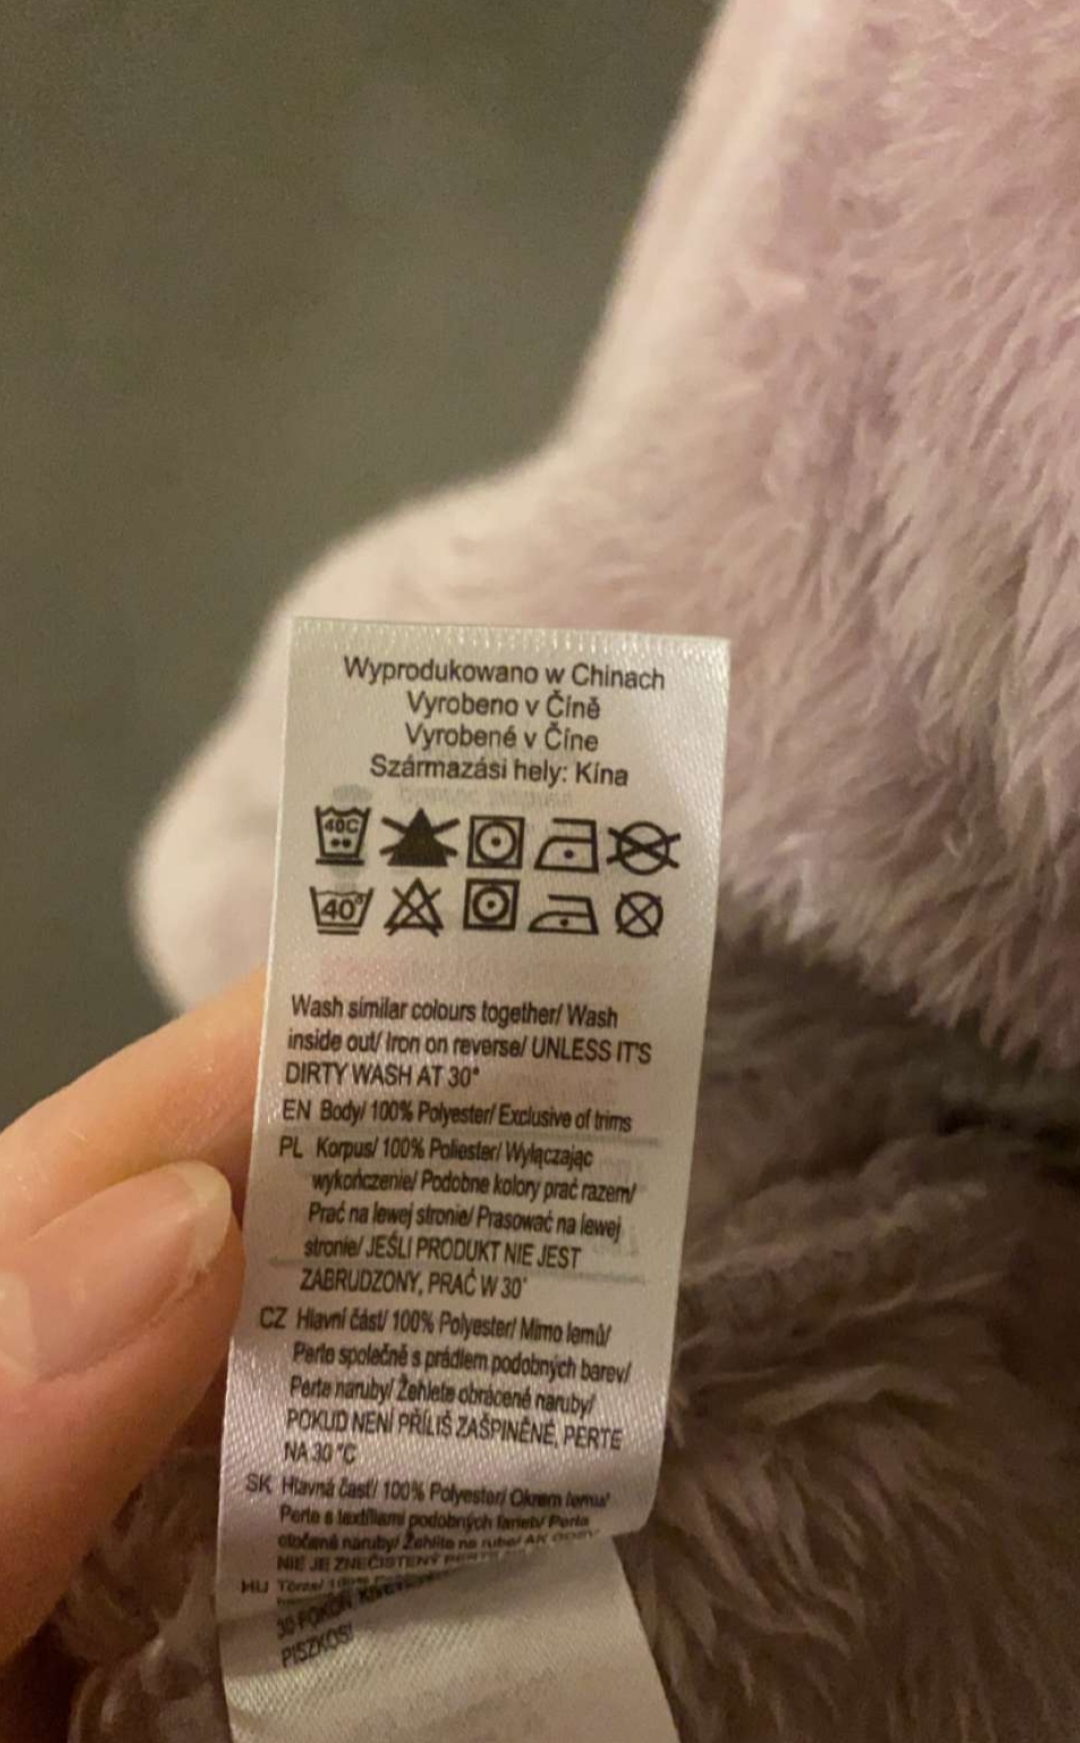 Wyprodukowano w Chinach
Vyrobeno v Číně
Vyrobené v Číne
Származási hely: Kína
40C
40°
Wash similar colours together/ Wash
inside out/ Iron on reverse/ UNLESS IT'S
DIRTY WASH AT 30°
EN Body/ 100% Polyester/ Exclusive of trims
PL Korpus/ 100% Poliester/ Wyłączając
wykończenie/ Podobne kolory prać razem/
Prać na lewej stronie/ Prasować na lewej
stronie/ JEŚLI PRODUKT NIE JEST
ZABRUDZONY, PRAĆ W 30°
CZ Hlavní část/ 100% Polyester/ Mimo lemů/
Perte společně s prádlem podobných barev/
Perte naruby/ Žehlete obráceně naruby/
POKUD NENÍ PŘÍLIŠ ZAŠPINĚNÉ, PERTE
NA 30 °C
SK Hlavná časť/ 100% Polyester/ Okrem lemu/
Perte s textíliami podobných farieb/ Perte
otočené naruby/ Žehlite na rube/ AK
NIE JE ZNEČISTENÝ
HU
30 FOKON
PISZKOS!